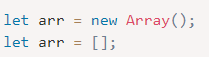 let arr = new Array();
let arr = [];